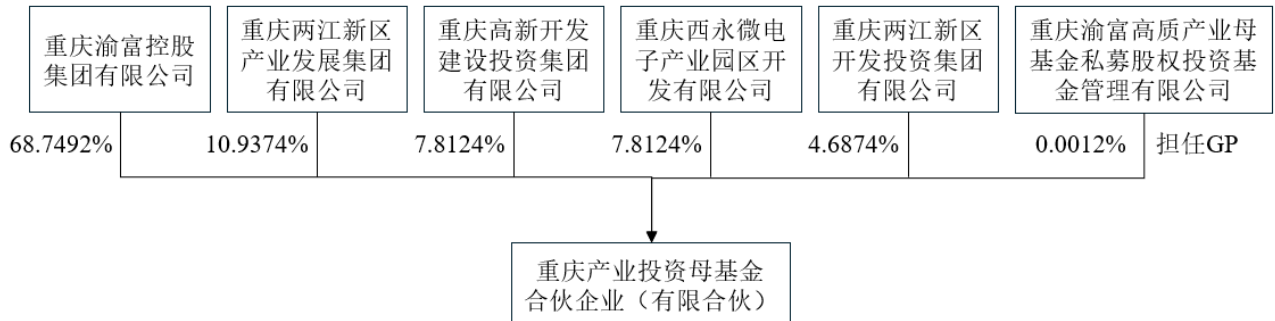 重庆渝富控股
集团有限公司
重庆两江新区
产业发展集团
有限公司
重庆高新开发
建设投资集团
有限公司
重庆西永微电
子产业园区开
发有限公司
重庆两江新区
开发投资集团
有限公司
重庆渝富高质产业母
基金私募股权投资基
金管理有限公司
68.7492%
10.9374%
7.8124%
7.8124%
4.6874%
0.0012%
担任GP
重庆产业投资母基金
合伙企业（有限合伙）